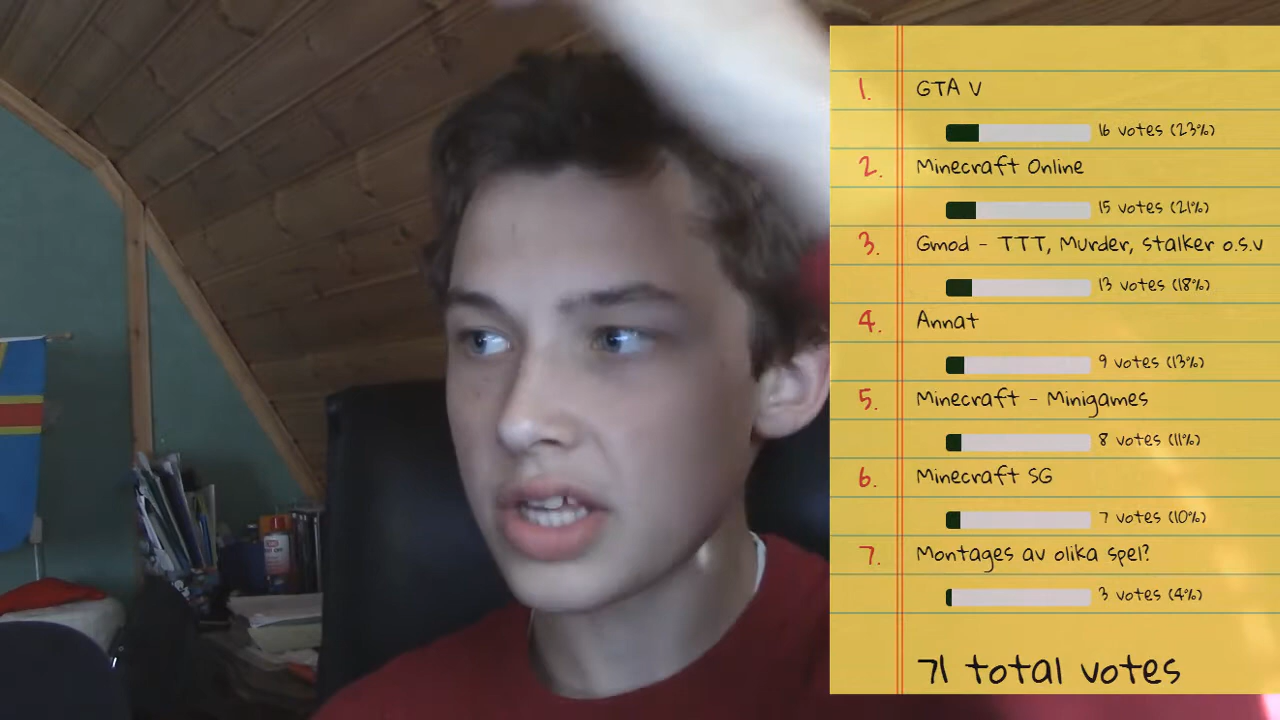 1. GTA V
16 votes (23%)
2. Minecraft Online
15 votes (21%)
3. Gmod - TTT, Murder, Stalker o.s.v
13 votes (18%)
4. Annat
9 votes (13%)
5. Minecraft - Minigames
8 votes (11%)
6. Minecraft SG
7 votes (10%)
7. Montages av olika spel?
3 votes (4%)
71 total votes